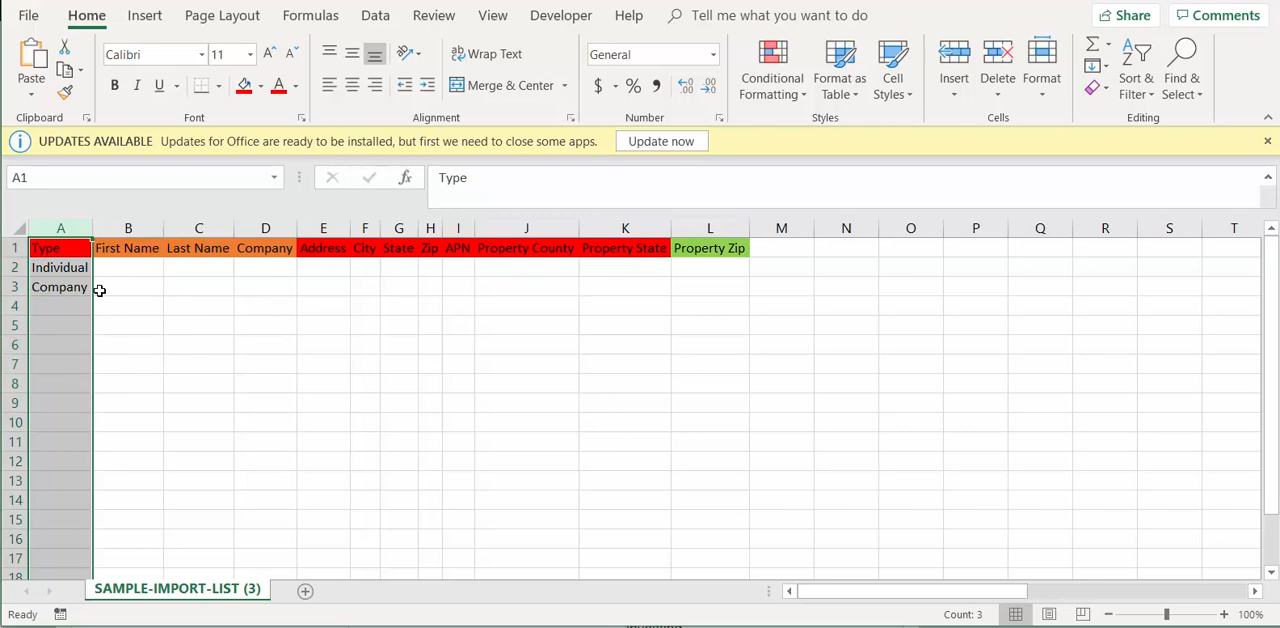 File Home Insert Page Layout Formulas Data Review View Developer Help Tell me what you want to do Share Comments
Paste
Calibri 11
B I U A
Wrap Text
Merge & Center
General
$ % ,
Conditional Formatting
Format as Table
Cell Styles
Insert Delete Format
Sort & Filter
Find & Select
Clipboard Font Alignment Number Styles Cells Editing
UPDATES AVAILABLE Updates for Office are ready to be installed, but first we need to close some apps. Update now
A1 fx Type
A B C D E F G H I J K L M N O P Q R S T
1 Type First Name Last Name Company Address City State Zip APN Property County Property State Property Zip
2 Individual
3 Company
4
5
6
7
8
9
10
11
12
13
14
15
16
17
18
SAMPLE-IMPORT-LIST (3)
Ready Count: 3 100%